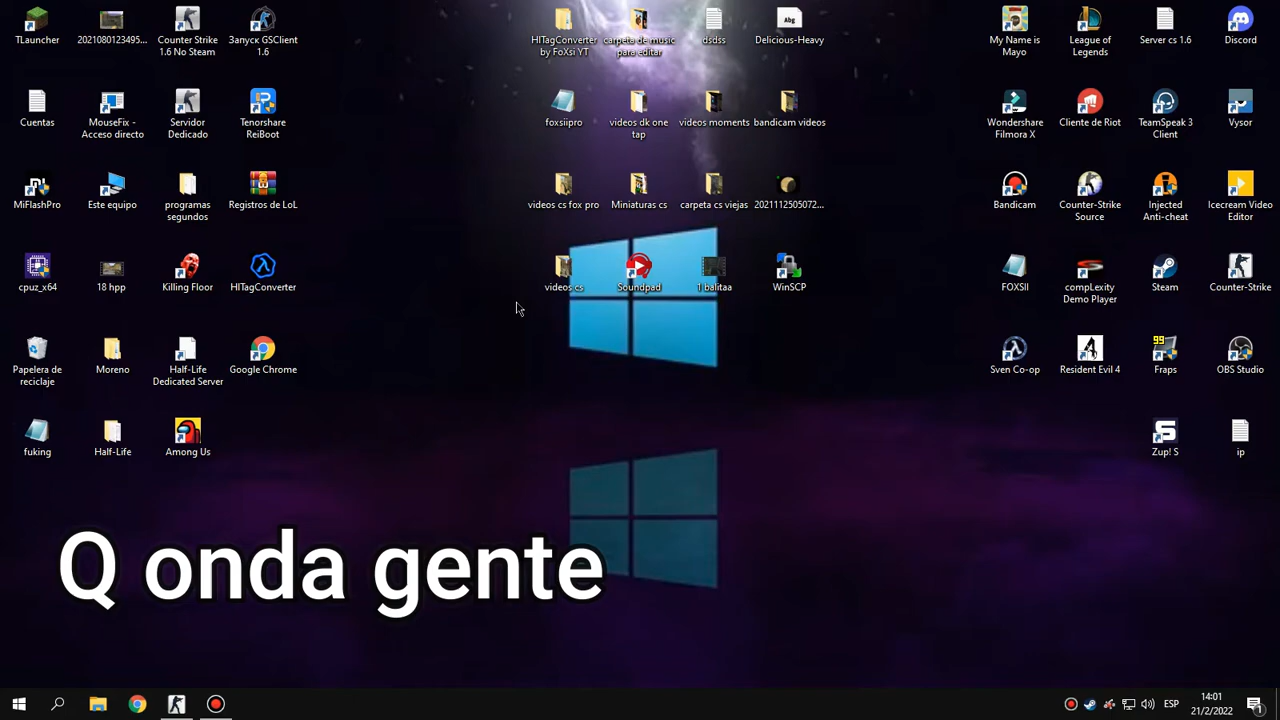 TLauncher
2021080123495...
Counter Strike
1.6 No Steam
Запуск GSClient
1.6
HITagConverter
by FoXsi YT
carpeta de music
para editar
dsdss
Abg
Delicious-Heavy
My Name is
Mayo
League of
Legends
Server cs 1.6
Discord
Cuentas
MouseFix -
Acceso directo
Servidor
Dedicado
Tenorshare
ReiBoot
foxsiipro
videos dk one
tap
videos moments
bandicam videos
Wondershare
Filmora X
Cliente de Riot
TeamSpeak 3
Client
Vysor
MiFlashPro
Este equipo
programas
segundos
Registros de LoL
videos cs fox pro
Miniaturas cs
carpeta cs viejas
2021112505072...
Bandicam
Counter-Strike
Source
Injected
Anti-cheat
Icecream Video
Editor
cpuz_x64
18 hpp
Killing Floor
HITagConverter
videos cs
Soundpad
1 balitaa
WinSCP
FOXSII
compLexity
Demo Player
Steam
Counter-Strike
Papelera de
reciclaje
Moreno
Half-Life
Dedicated Server
Google Chrome
Sven Co-op
Resident Evil 4
99
Fraps
OBS Studio
fuking
Half-Life
Among Us
Zup! S
ip
Q onda gente
ESP
14:01
21/2/2022
1